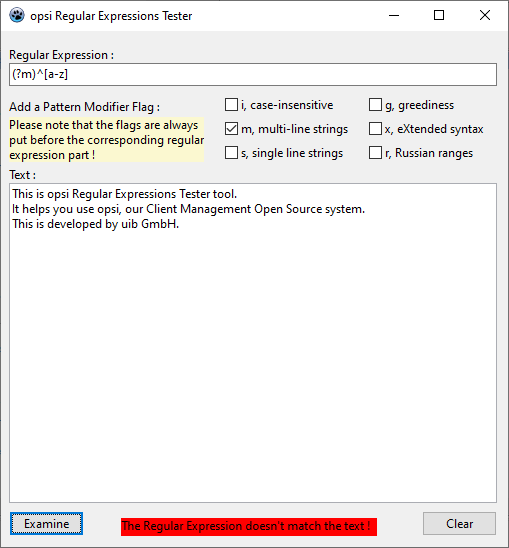 opsi Regular Expressions Tester
Regular Expression :
(?m)^[a-z]
Add a Pattern Modifier Flag :
Please note that the flags are always
put before the corresponding regular
expression part !
i, case-insensitive
g, greediness
m, multi-line strings
x, eXtended syntax
s, single line strings
r, Russian ranges
Text :
This is opsi Regular Expressions Tester tool.
It helps you use opsi, our Client Management Open Source system.
This is developed by uib GmbH.
Examine
The Regular Expression doesn't match the text !
Clear